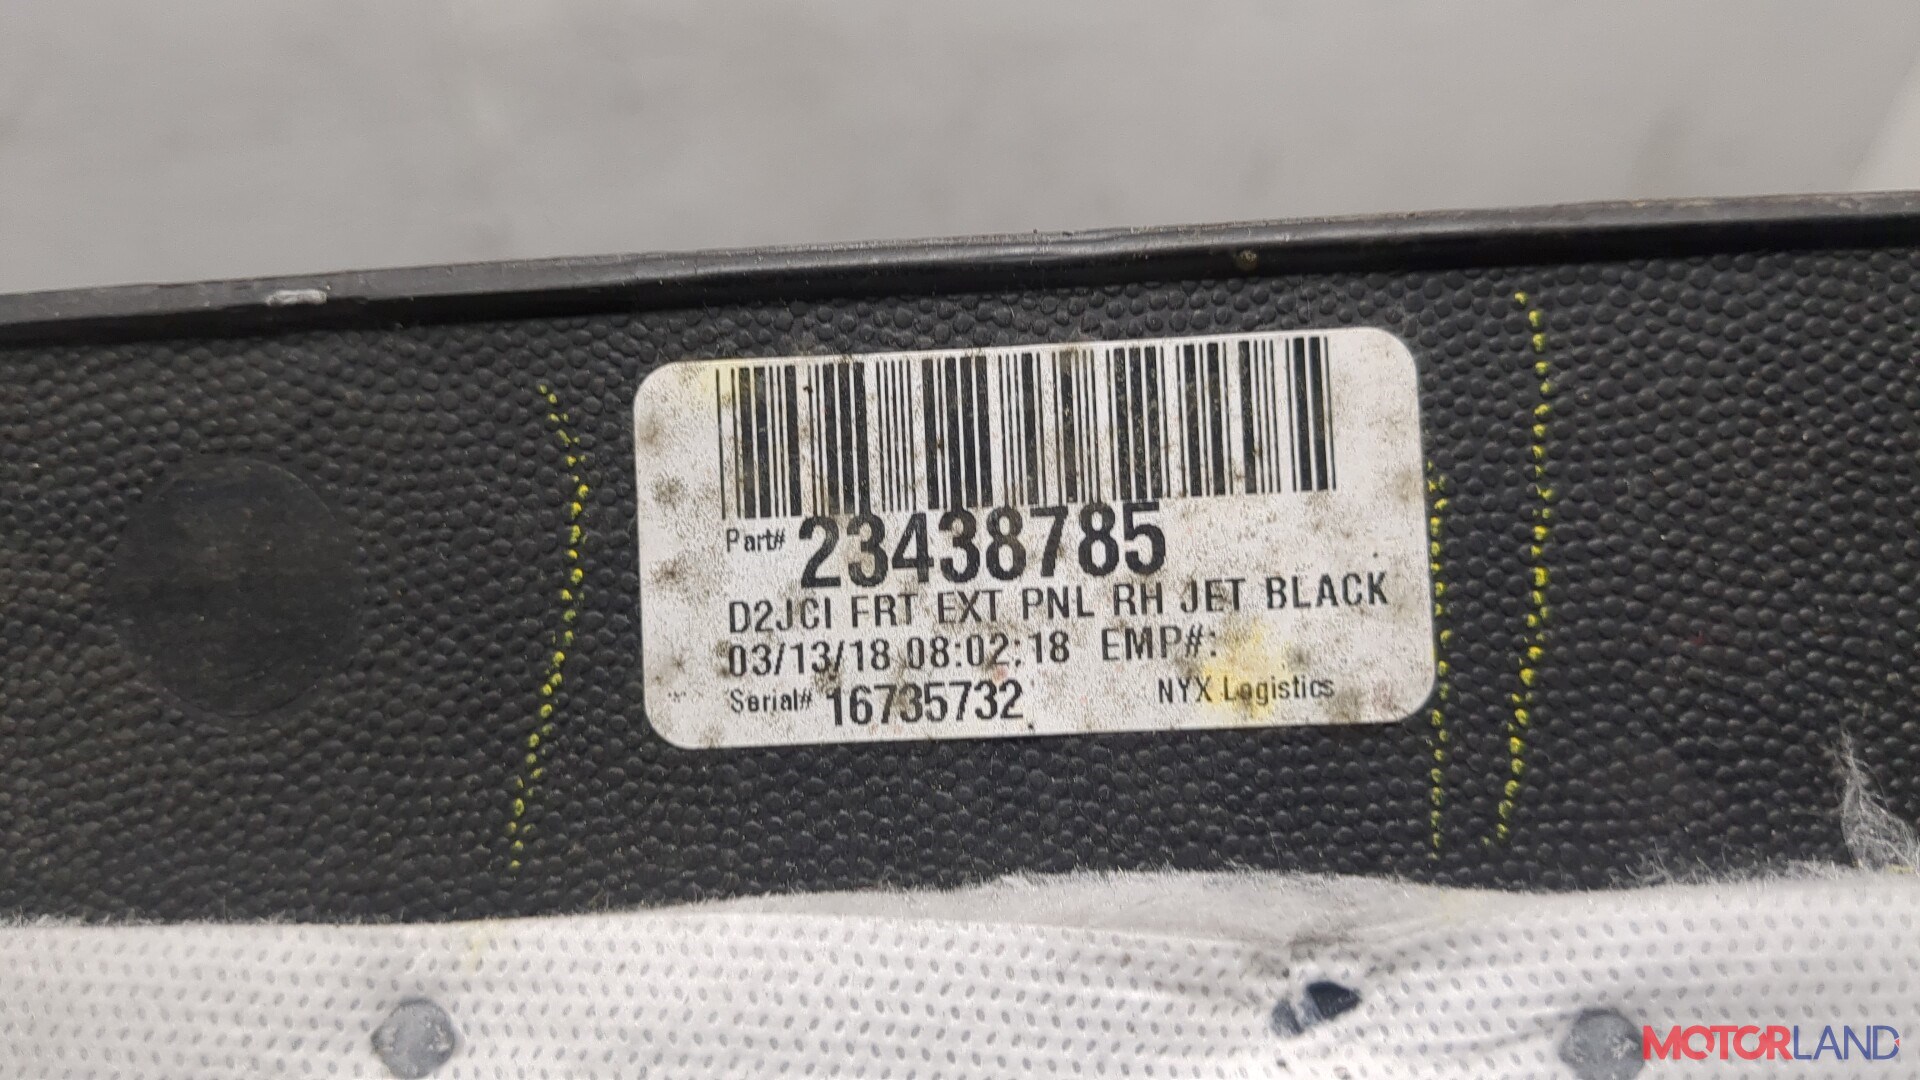 Part# 23438785
D2JCI FRT EXT PNL RH JET BLACK
03/13/18 08:02:18 EMP#:
Serial# 16735732 NYX Logistics
MOTORLAND